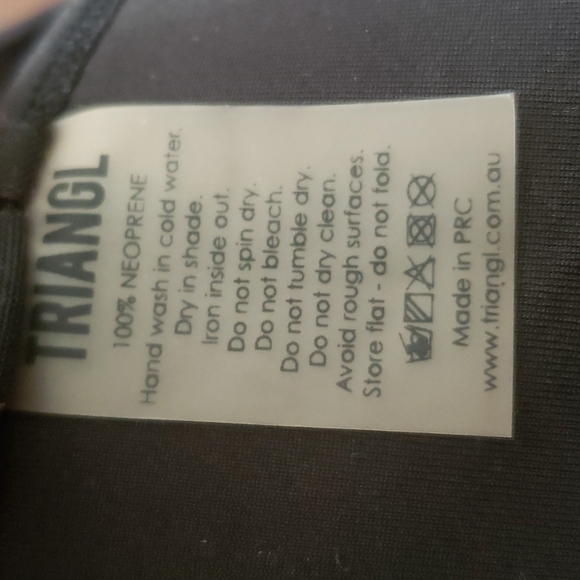 TRIANGL
100% NEOPRENE
Hand wash in cold water.
Dry in shade.
Iron inside out.
Do not spin dry.
Do not bleach.
Do not tumble dry.
Do not dry clean.
Avoid rough surfaces.
Store flat - do not fold.
Made in PRC
www.triangl.com.au